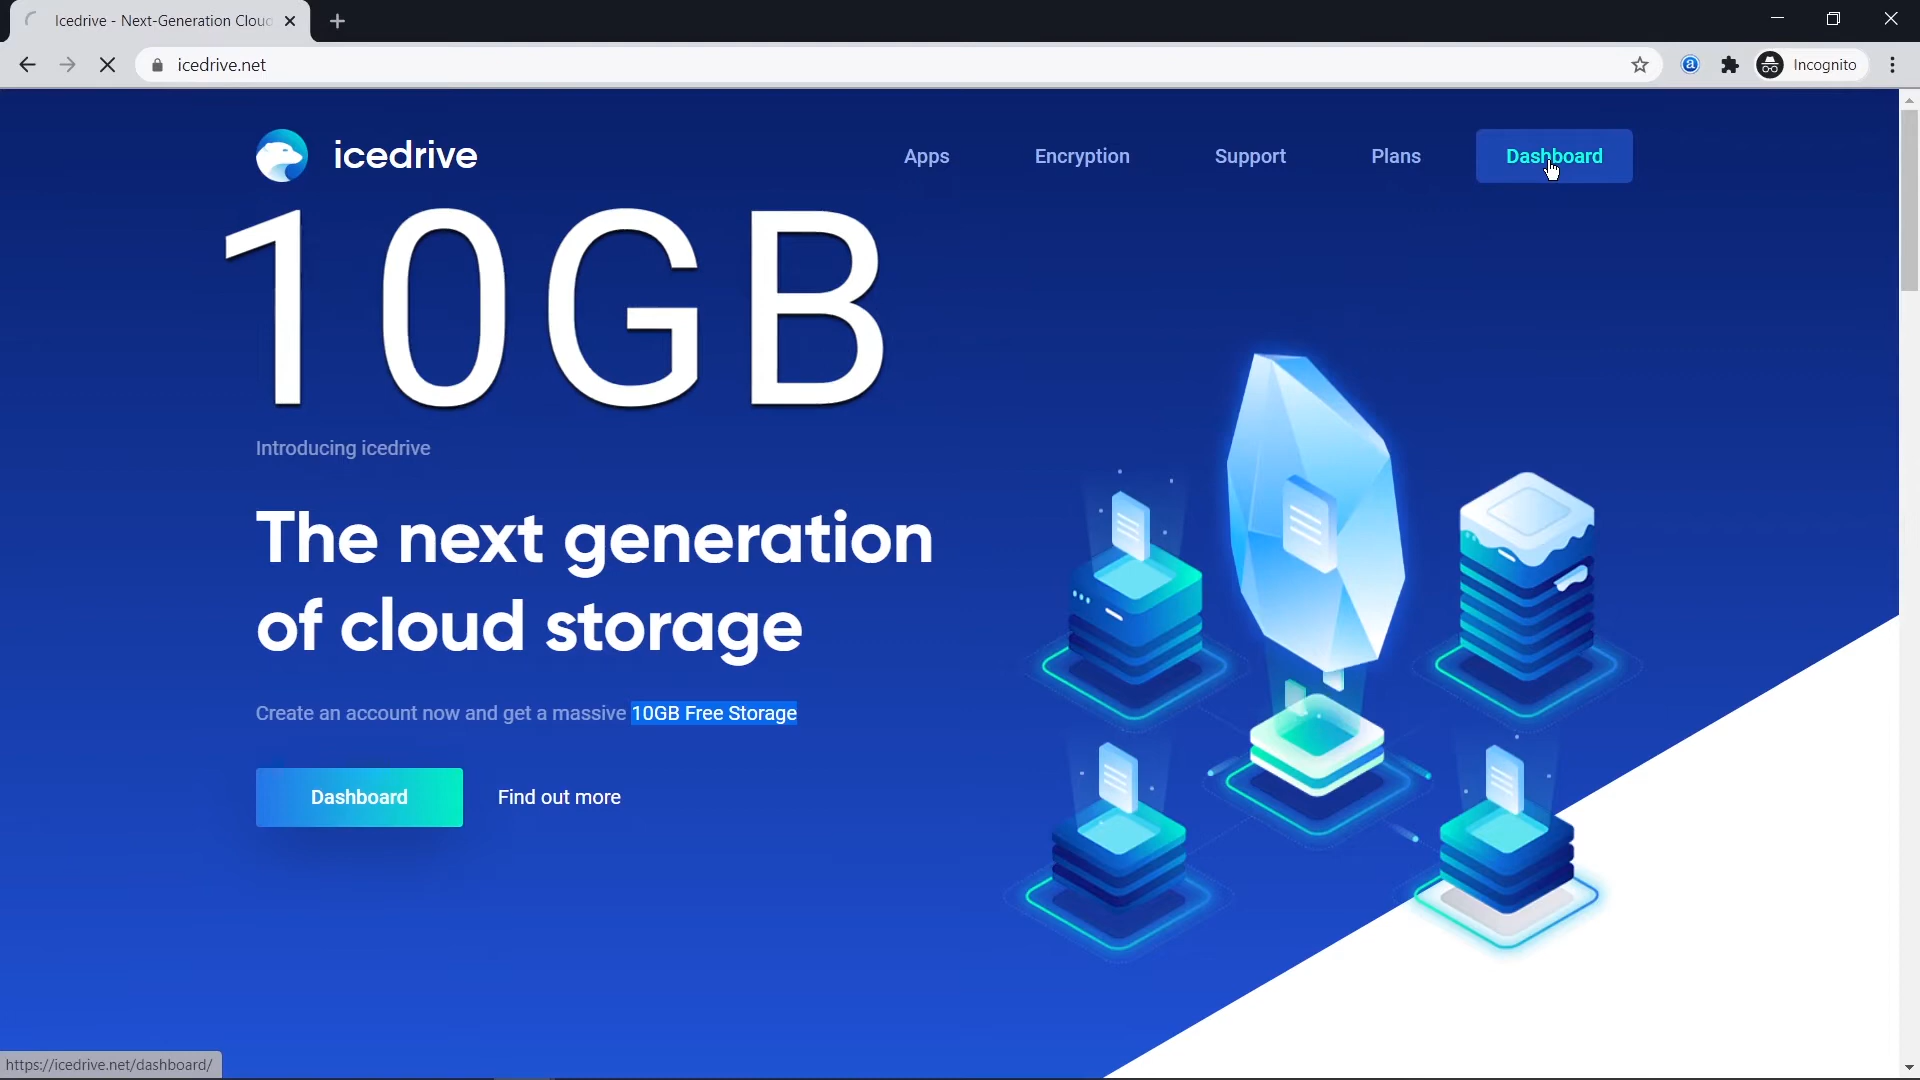 Icedrive - Next-Generation Cloud
icedrive.net
Incognito
icedrive
Apps
Encryption
Support
Plans
Dashboard
10GB
Introducing icedrive
The next generation
of cloud storage
Create an account now and get a massive 10GB Free Storage
Dashboard
Find out more
https://icedrive.net/dashboard/